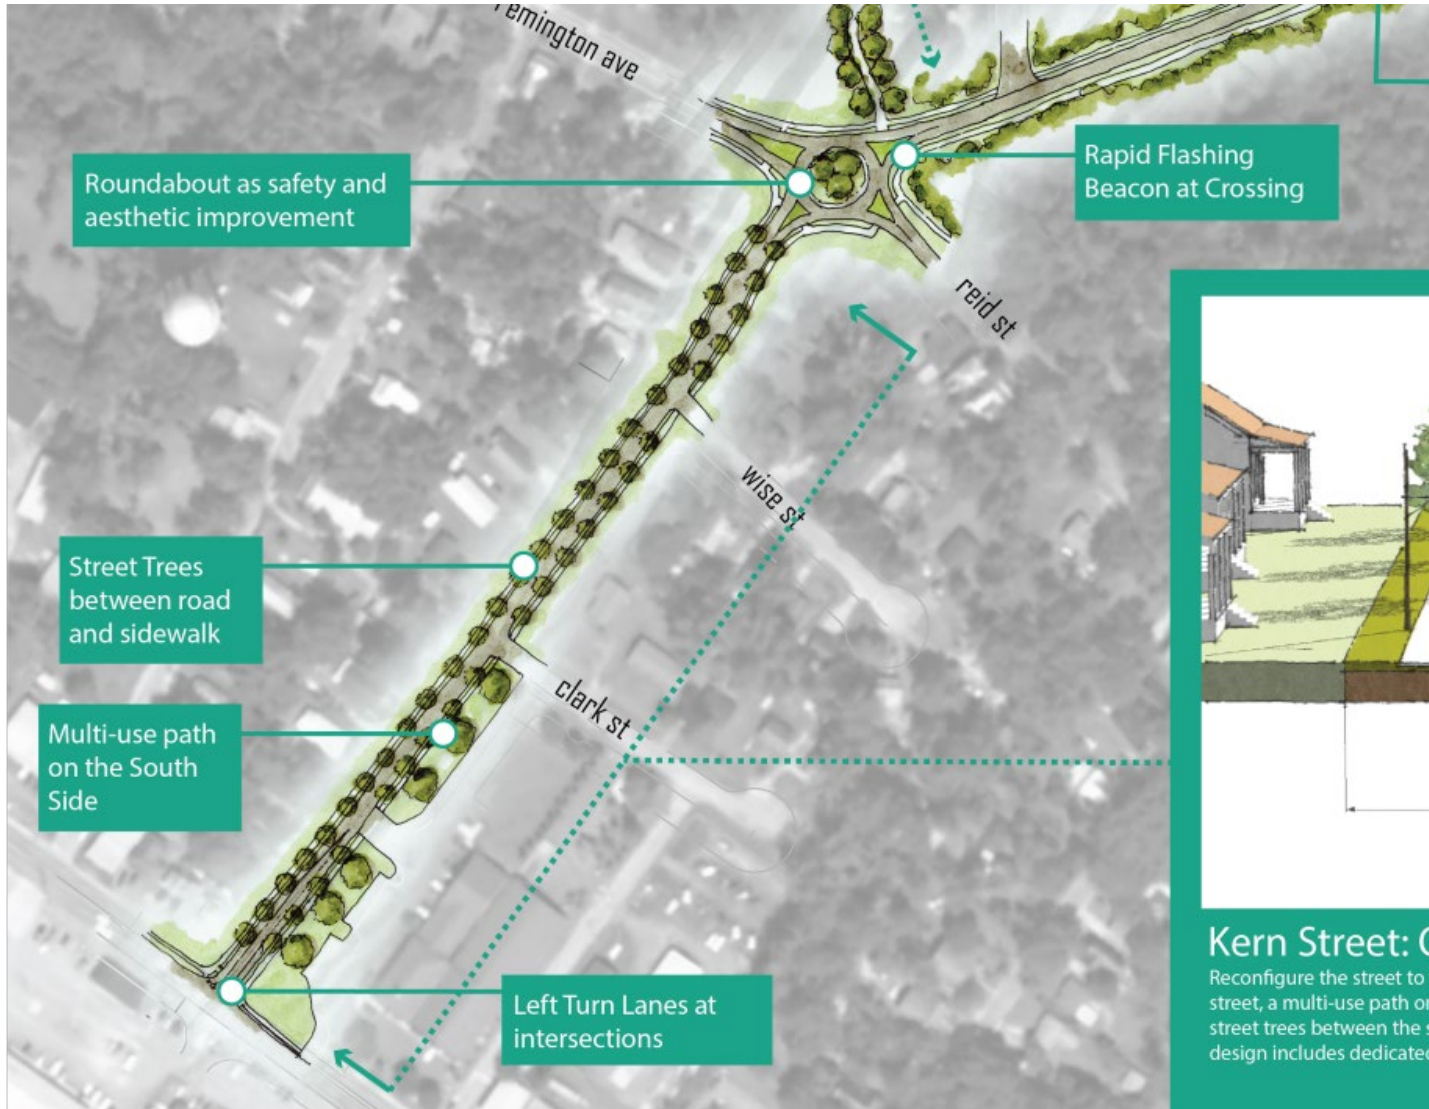 remington ave
Roundabout as safety and
aesthetic improvement
Rapid Flashing
Beacon at Crossing
reid st
wise st
Street Trees
between road
and sidewalk
clark st
Multi-use path
on the South
Side
Left Turn Lanes at
intersections
Kern Street:
Reconfigure the street to
street, a multi-use path
street trees between the
design includes